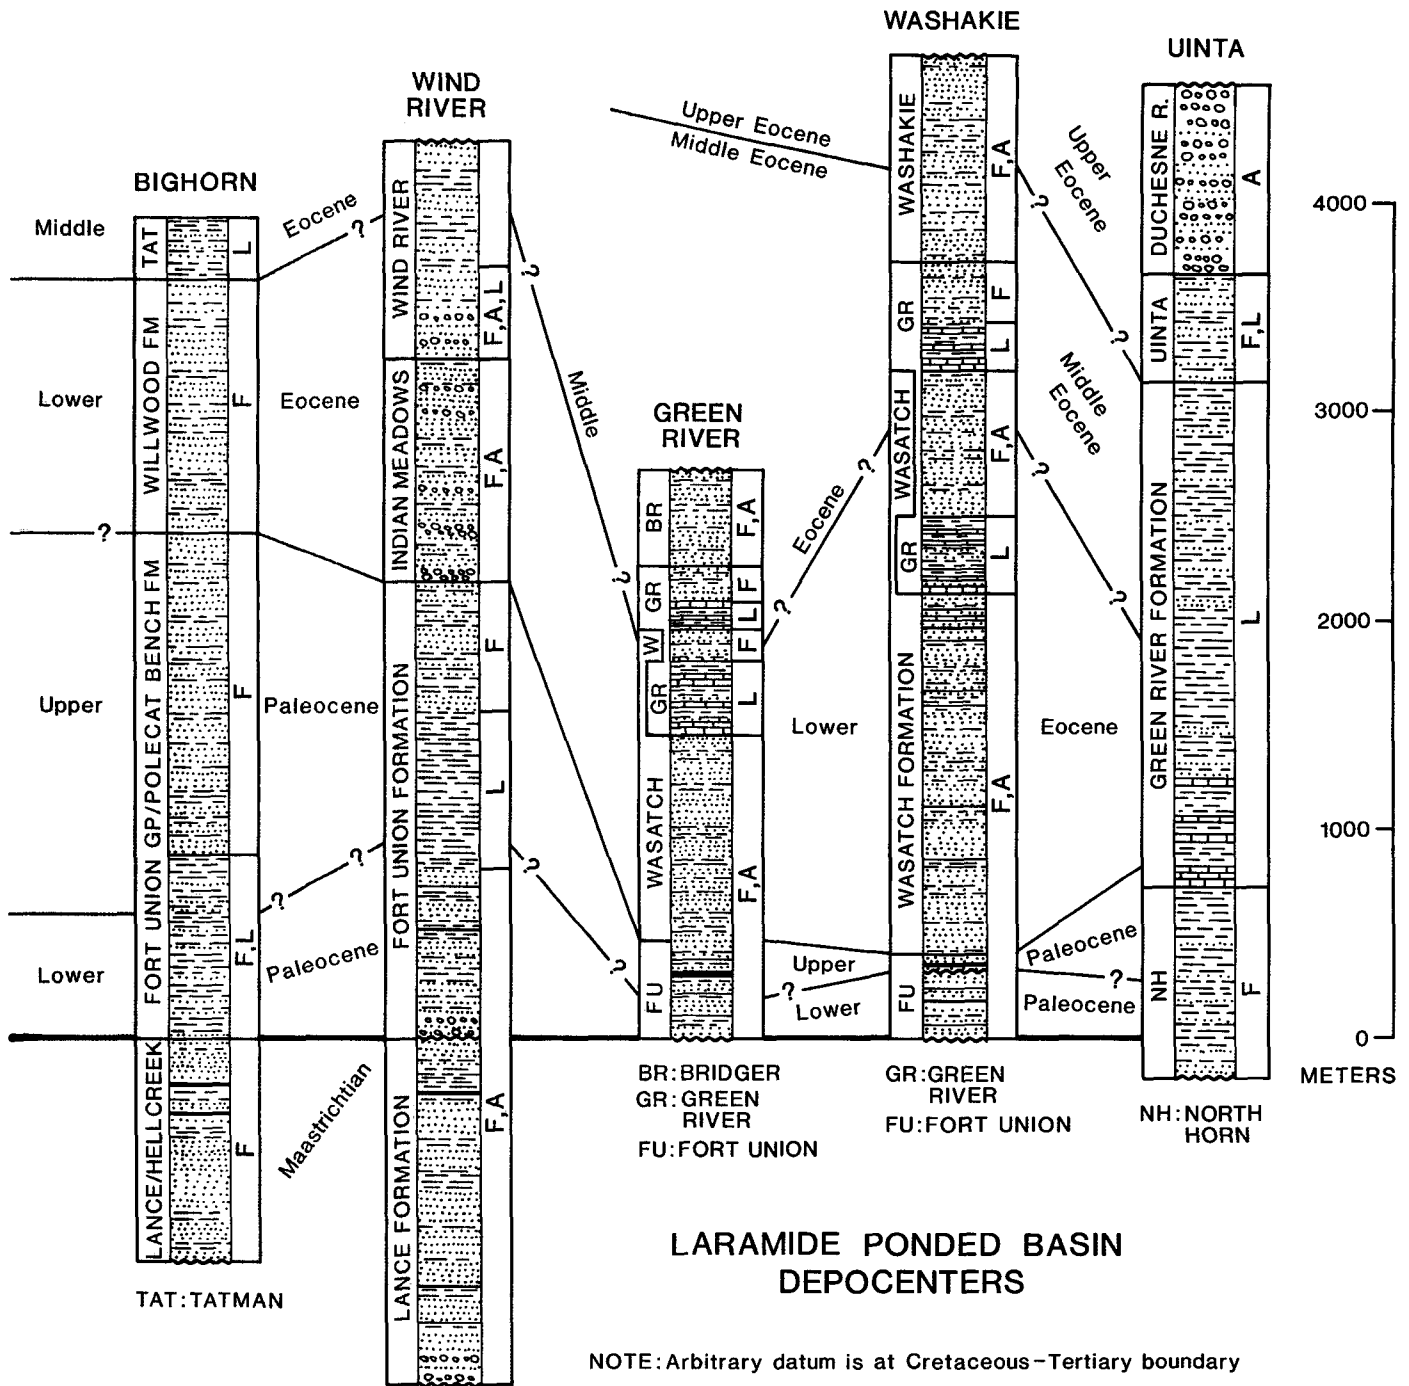 WASHAKIE
UINTA
WIND
RIVER
BIGHORN
GREEN
RIVER
Upper Eocene
Middle Eocene
Upper
Eocene
Middle
Eocene
Middle
Eocene
?
?
Middle
?
Eocene
?
?
?
?
?
?
Lower
Eocene
Lower
Eocene
?
Upper
Paleocene
?
?
?
Lower
Paleocene
Upper
Paleocene
?
Lower
?
Paleocene
Maastrichtian
TAT
WILLWOOD FM
FORT UNION GP/POLECAT BENCH FM
LANCE/HELLCREEK
L
F
F
F,L
F
TAT:TATMAN
WIND RIVER
INDIAN MEADOWS
FORT UNION FORMATION
LANCE FORMATION
F,A,L
F,A
F
L
F,A
BR
GR
W
GR
WASATCH
FU
F,A
F
L
F
L
F,A
BR:BRIDGER
GR:GREEN
RIVER
FU:FORT UNION
WASHAKIE
GR
WASATCH
GR
WASATCH FORMATION
FU
F,A
F
L
F,A
L
F,A
GR:GREEN
RIVER
FU:FORT UNION
DUCHESNE R.
UINTA
GREEN RIVER FORMATION
NH
A
F,L
L
F
NH:NORTH
HORN
4000
3000
2000
1000
0
METERS
LARAMIDE PONDED BASIN
DEPOCENTERS
NOTE:Arbitrary datum is at Cretaceous-Tertiary boundary